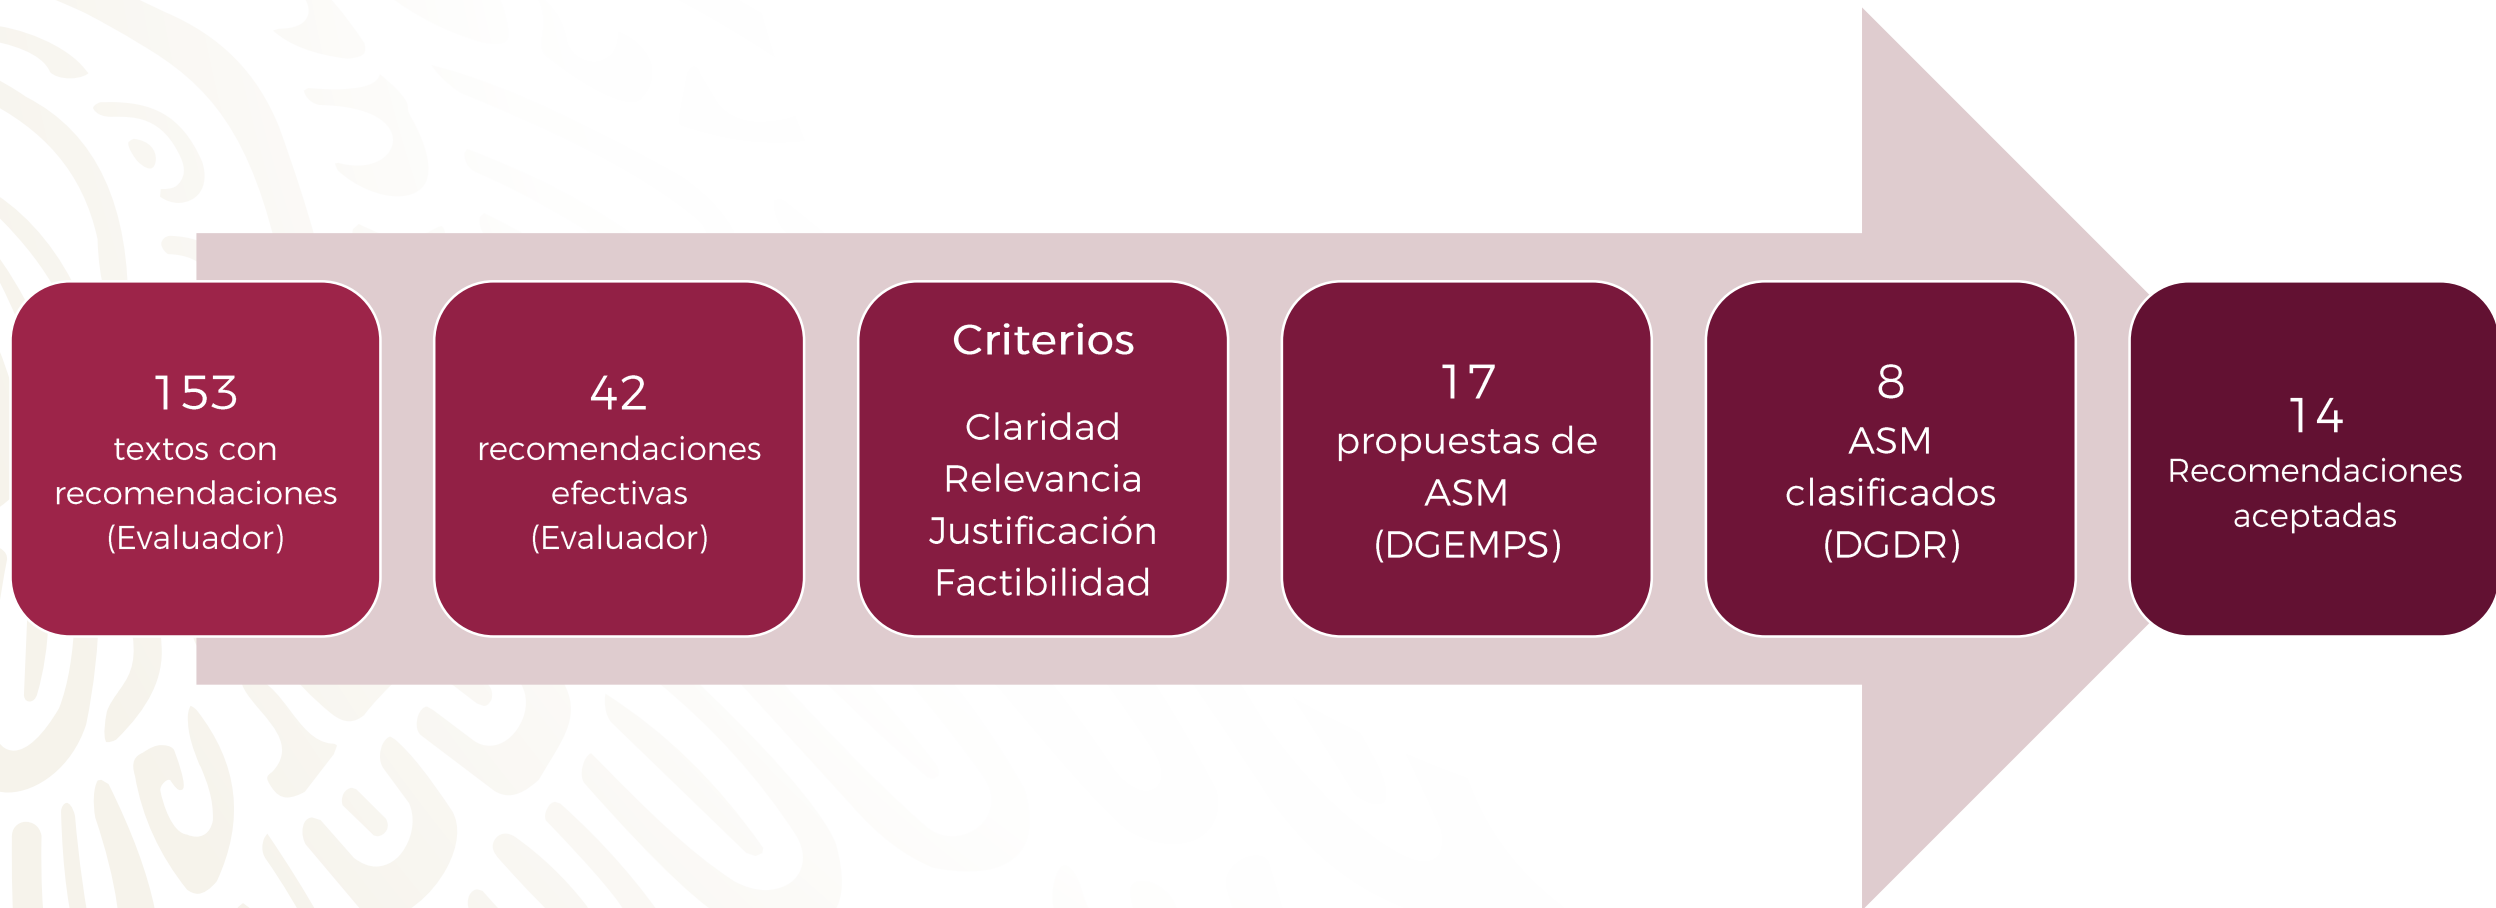 153
textos con
recomendaciones
(Evaluador)
42
recomendaciones
efectivas
(Evaluador)
Criterios
Claridad
Relevancia
Justificación
Factibilidad
17
propuestas de
ASM
(DGEMPS)
8
ASM
clasificados
(DGDR)
14
Recomendaciones
aceptadas